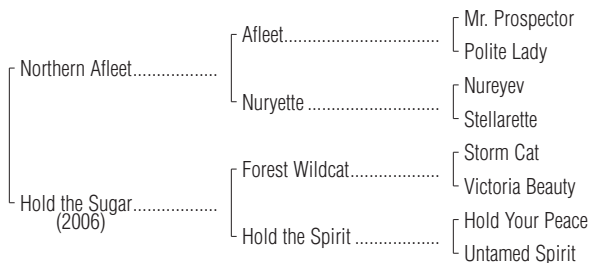 Northern Afleet.................
Hold the Sugar.................
(2006)
Afleet................................
Nuryette ...........................
Forest Wildcat..................
Hold the Spirit .................
Mr. Prospector
Polite Lady
Nureyev
Stellarette
Storm Cat
Victoria Beauty
Hold Your Peace
Untamed Spirit